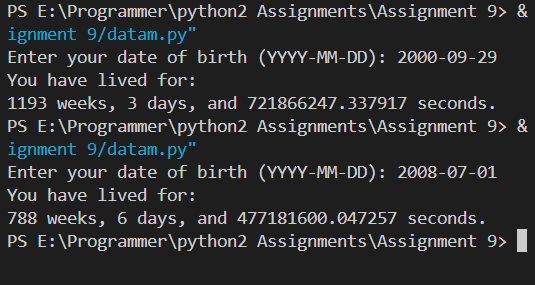 PS E:\Programmer\python2 Assignments\Assignment 9> &
ignment 9/datam.py"
Enter your date of birth (YYYY-MM-DD): 2000-09-29
You have lived for:
1193 weeks, 3 days, and 721866247.337917 seconds.
PS E:\Programmer\python2 Assignments\Assignment 9> &
ignment 9/datam.py"
Enter your date of birth (YYYY-MM-DD): 2008-07-01
You have lived for:
788 weeks, 6 days, and 477181600.047257 seconds.
PS E:\Programmer\python2 Assignments\Assignment 9>